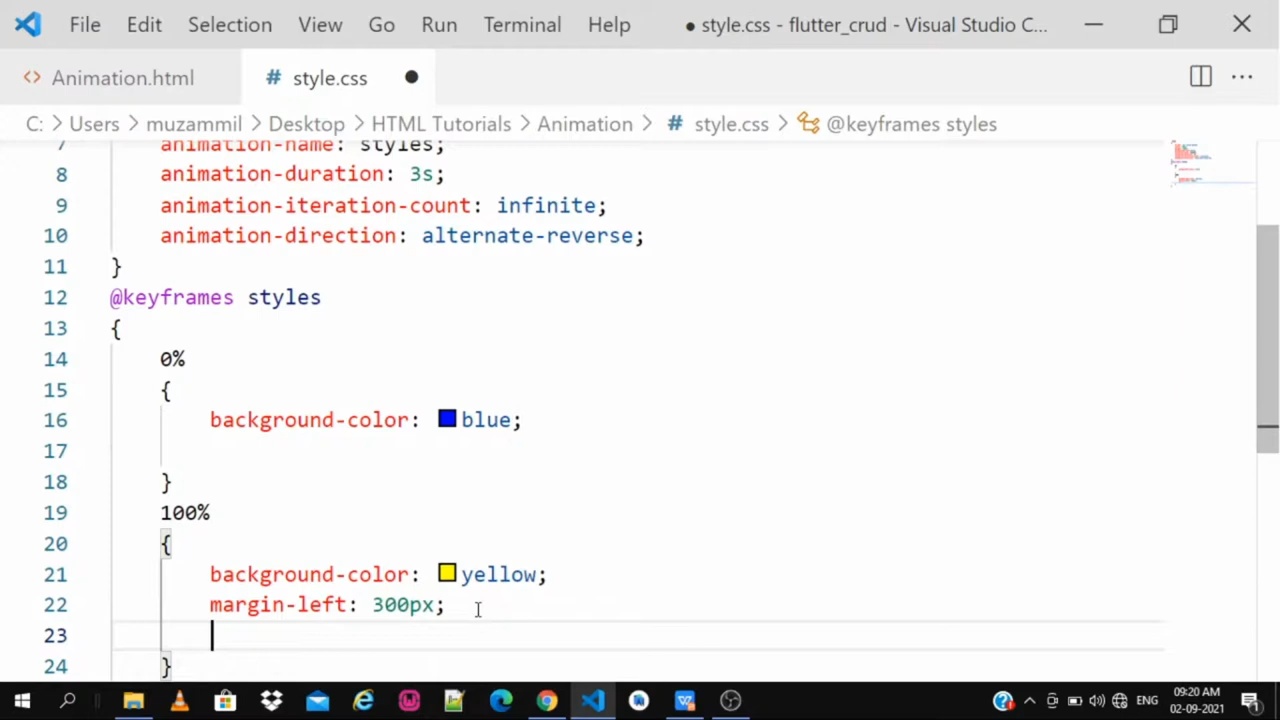 File Edit Selection View Go Run Terminal Help ● style.css - flutter_crud - Visual Studio C...
<> Animation.html # style.css ●
C: > Users > muzammil > Desktop > HTML Tutorials > Animation > # style.css > @keyframes styles
7 animation-name: styles;
8 animation-duration: 3s;
9 animation-iteration-count: infinite;
10 animation-direction: alternate-reverse;
11 }
12 @keyframes styles
13 {
14 0%
15 {
16 background-color: blue;
17
18 }
19 100%
20 {
21 background-color: yellow;
22 margin-left: 300px;
23
24 }
ENG 09:20 AM
02-09-2021